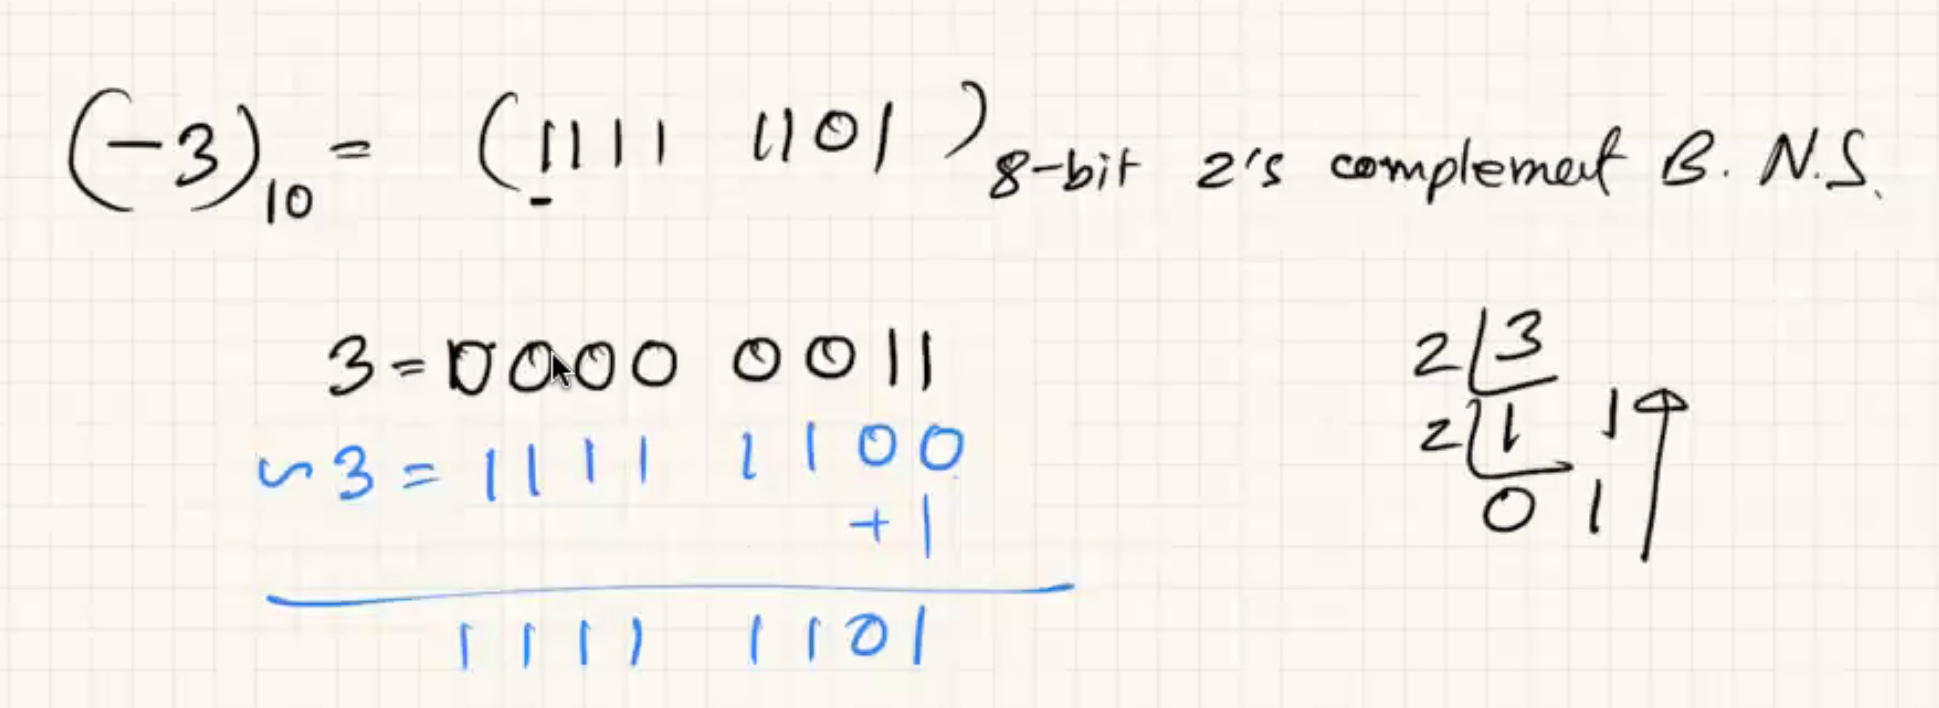 (-3)10 = (1111 1101)8-bit 2's complement B. N.S.
3 = 0000 0011
~3 = 1111 1100
+1
1111 1101
2 3
2 1 1
0 1